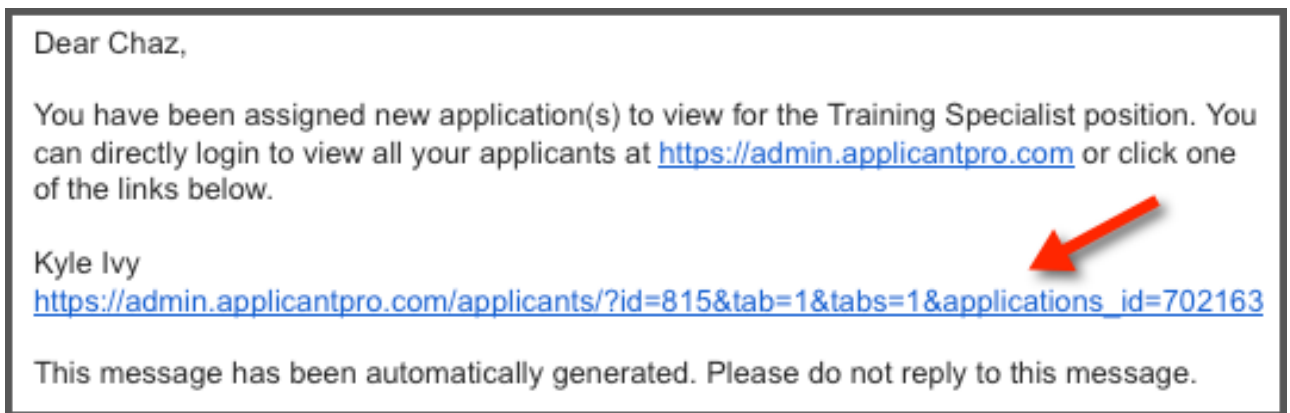 Dear Chaz,
You have been assigned new application(s) to view for the Training Specialist position. You
can directly login to view all your applicants at https://admin.applicantpro.com or click one
of the links below.
Kyle Ivy
https://admin.applicantpro.com/applicants/?id=815&tab=1&tabs=1&applications_id=702163
This message has been automatically generated. Please do not reply to this message.